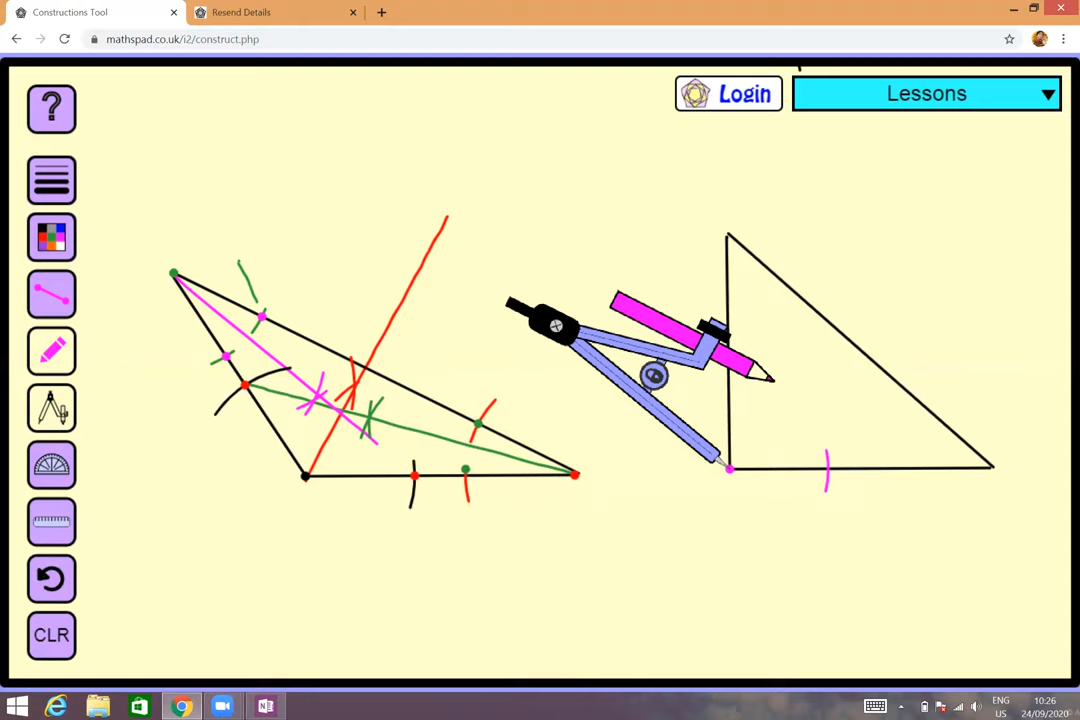 Constructions Tool
Resend Details
mathspad.co.uk/i2/construct.php
?
Login
Lessons
CLR
ENG
US
10:26
24/09/2020